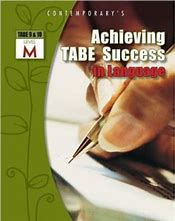 CONTEMPORARY'S
TABE 9 & 10
LEVEL
M
Achieving
TABE Success
in Language